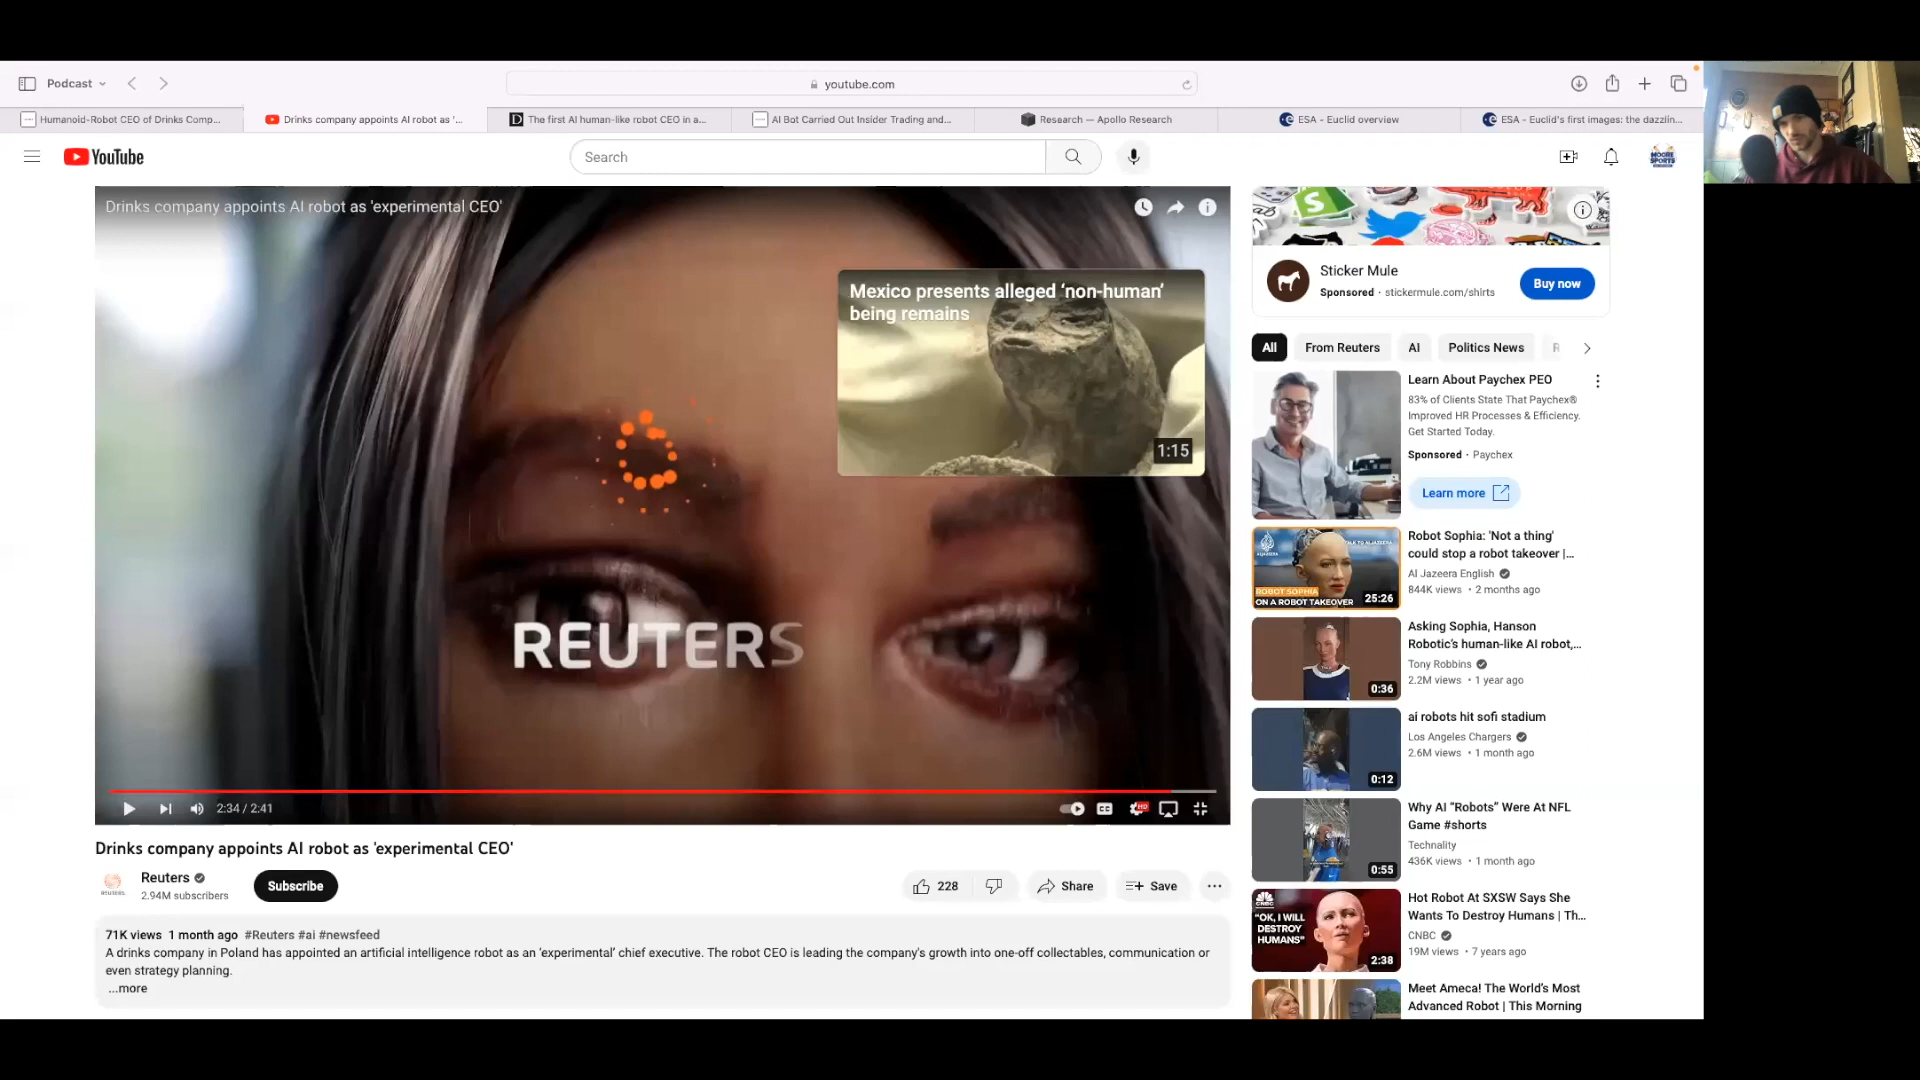 Podcast
youtube.com
Humanoid-Robot CEO of Drinks Comp...
Drinks company appoints AI robot as '...
The first AI human-like robot CEO in a...
AI Bot Carried Out Insider Trading and...
Research — Apollo Research
ESA - Euclid overview
ESA - Euclid's first images: the dazzlin...
YouTube
Search
MOORE
SPORTS
Drinks company appoints AI robot as 'experimental CEO'
Mexico presents alleged ‘non-human’
being remains
1:15
REUTERS
2:34 / 2:41
CC
HD
Drinks company appoints AI robot as 'experimental CEO'
REUTERS
Reuters
2.94M subscribers
Subscribe
228
Share
Save
71K views 1 month ago #Reuters #ai #newsfeed
A drinks company in Poland has appointed an artificial intelligence robot as an ‘experimental’ chief executive. The robot CEO is leading the company's growth into one-off collectables, communication or
even strategy planning.
...more
Sticker Mule
Sponsored · stickermule.com/shirts
Buy now
All
From Reuters
AI
Politics News
Learn About Paychex PEO
83% of Clients State That Paychex®
Improved HR Processes & Efficiency.
Get Started Today.
Sponsored · Paychex
Learn more
ROBOT SOPHIA
ON A ROBOT TAKEOVER
25:26
Robot Sophia: 'Not a thing'
could stop a robot takeover |...
Al Jazeera English
844K views • 2 months ago
0:36
Asking Sophia, Hanson
Robotic's human-like AI robot,...
Tony Robbins
2.2M views • 1 year ago
0:12
ai robots hit sofi stadium
Los Angeles Chargers
2.6M views • 1 month ago
0:55
Why AI “Robots” Were At NFL
Game #shorts
Technality
436K views • 1 month ago
CNBC
"OK, I WILL
DESTROY
HUMANS"
2:38
Hot Robot At SXSW Says She
Wants To Destroy Humans | Th...
CNBC
19M views • 7 years ago
Meet Ameca! The World’s Most
Advanced Robot | This Morning